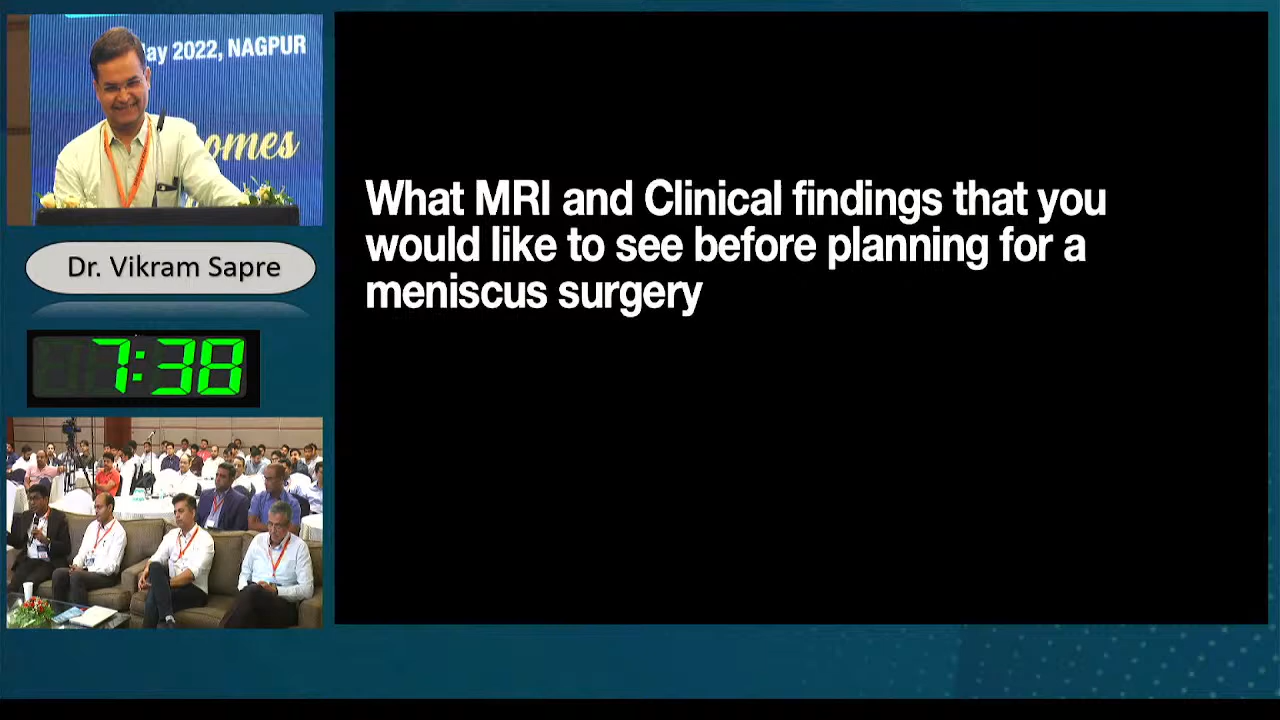 May 2022, NAGPUR
omes
Dr. Vikram Sapre
7:38
What MRI and Clinical findings that you
would like to see before planning for a
meniscus surgery